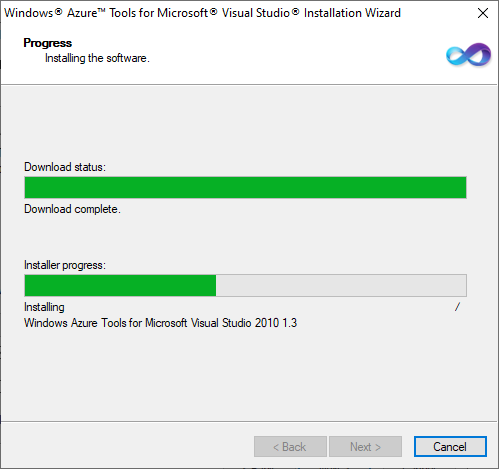 Windows® Azure™ Tools for Microsoft® Visual Studio® Installation Wizard
Progress
Installing the software.
Download status:
Download complete.
Installer progress:
Installing /
Windows Azure Tools for Microsoft Visual Studio 2010 1.3
< Back Next > Cancel